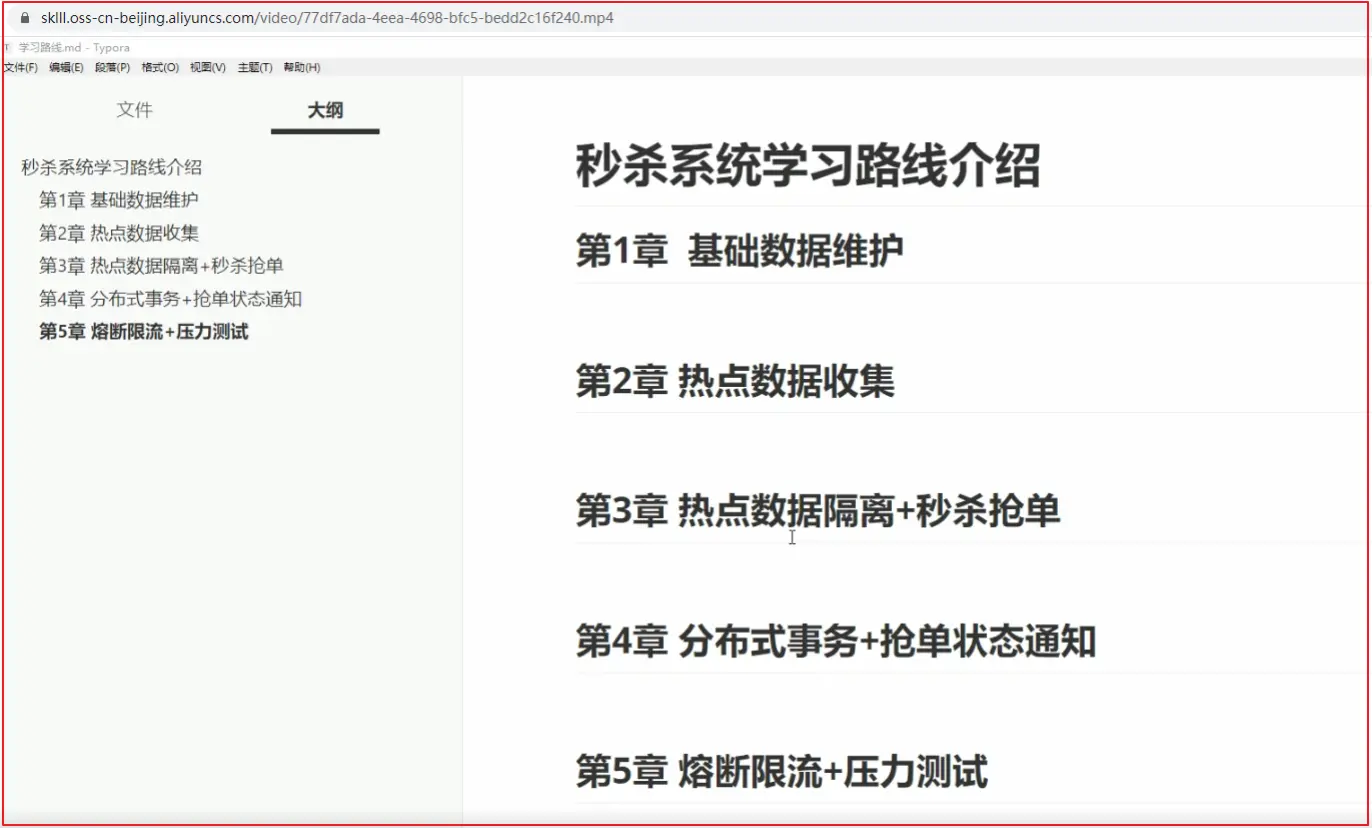 sklll.oss-cn-beijing.aliyuncs.com/video/77df7ada-4eea-4698-bfc5-bedd2c16f240.mp4
学习路线.md - Typora
文件(F) 编辑(E) 段落(P) 格式(O) 视图(V) 主题(T) 帮助(H)
文件 大纲
秒杀系统学习路线介绍
第1章 基础数据维护
第2章 热点数据收集
第3章 热点数据隔离+秒杀抢单
第4章 分布式事务+抢单状态通知
第5章 熔断限流+压力测试
秒杀系统学习路线介绍
第1章 基础数据维护
第2章 热点数据收集
第3章 热点数据隔离+秒杀抢单
第4章 分布式事务+抢单状态通知
第5章 熔断限流+压力测试